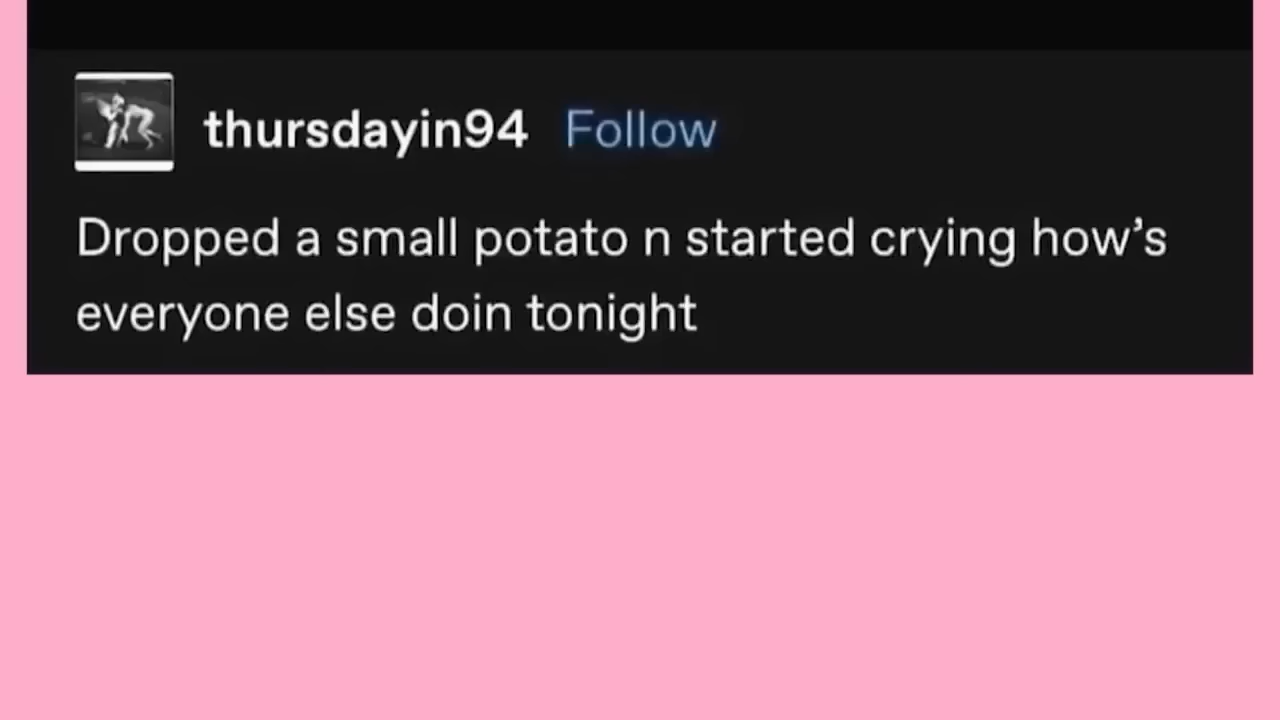 thursdayin94 Follow
Dropped a small potato n started crying how’s
everyone else doin tonight